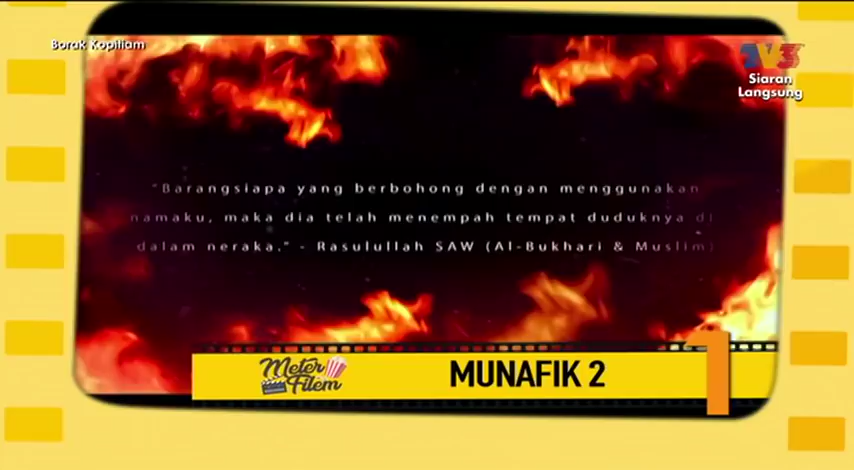 Borak Kopitiam
TV3
Siaran
Langsung
"Barangsiapa yang berbohong dengan menggunakan
namaku, maka dia telah menempah tempat duduknya di
dalam neraka." - Rasulullah SAW (Al-Bukhari & Muslim)
Meter
Filem
MUNAFIK 2
1